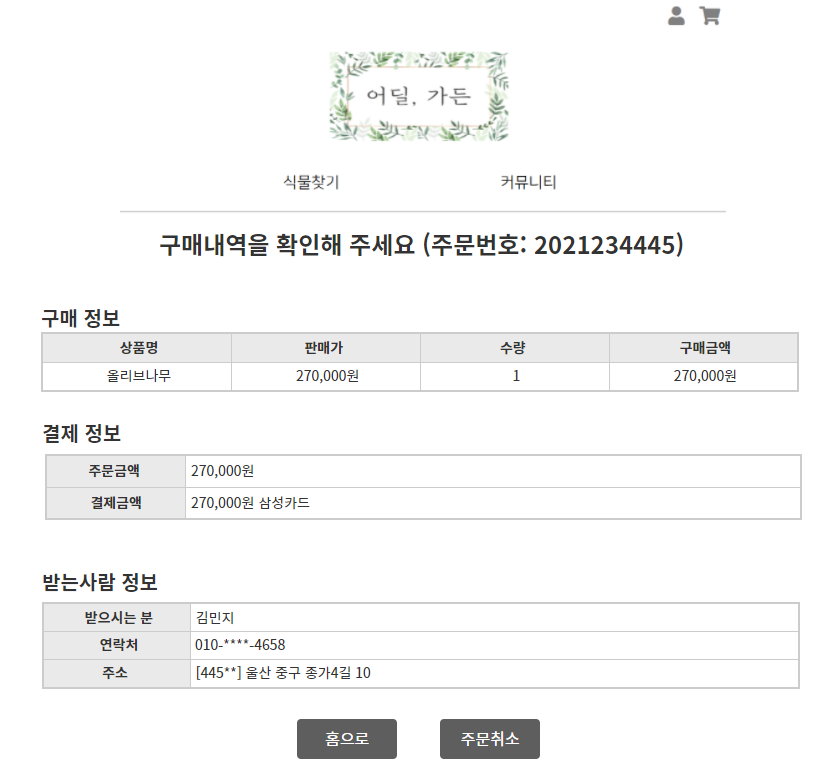 어딜, 가든
식물찾기 커뮤니티
구매내역을 확인해 주세요 (주문번호: 2021234445)
구매 정보
상품명 판매가 수량 구매금액
올리브나무 270,000원 1 270,000원
결제 정보
주문금액 270,000원
결제금액 270,000원 삼성카드
받는사람 정보
받으시는 분 김민지
연락처 010-****-4658
주소 [445**] 울산 중구 종가4길 10
홈으로 주문취소